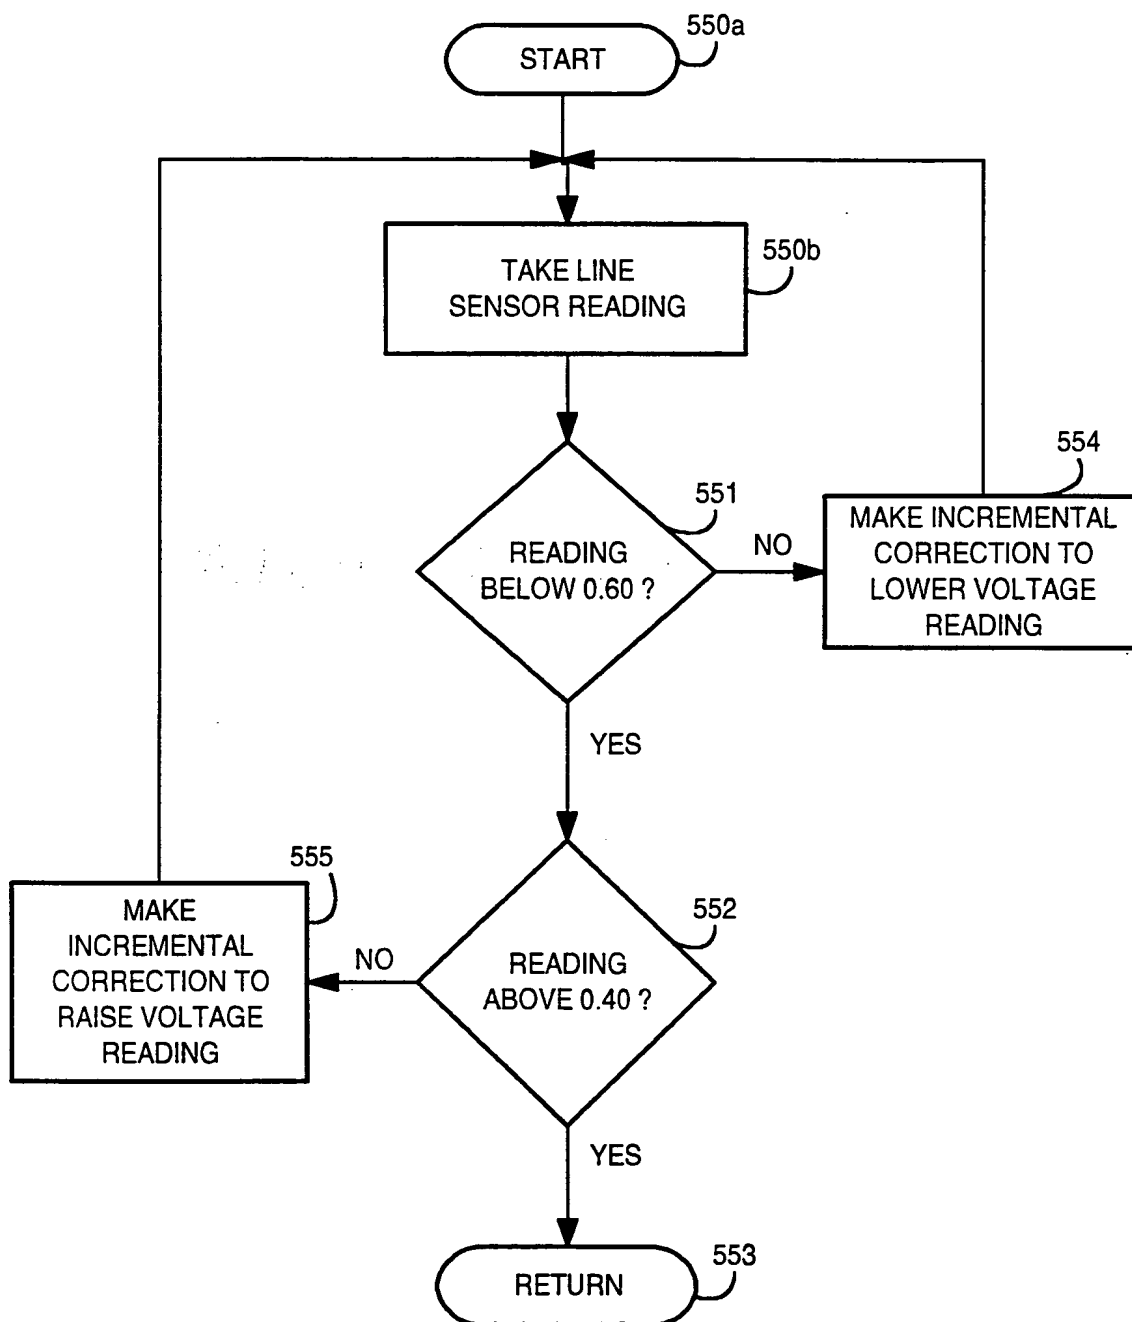 550a
START
550b
TAKE LINE
SENSOR READING
551
READING
BELOW 0.60 ?
NO
554
MAKE INCREMENTAL
CORRECTION TO
LOWER VOLTAGE
READING
YES
555
MAKE
INCREMENTAL
CORRECTION TO
RAISE VOLTAGE
READING
NO
552
READING
ABOVE 0.40 ?
YES
553
RETURN